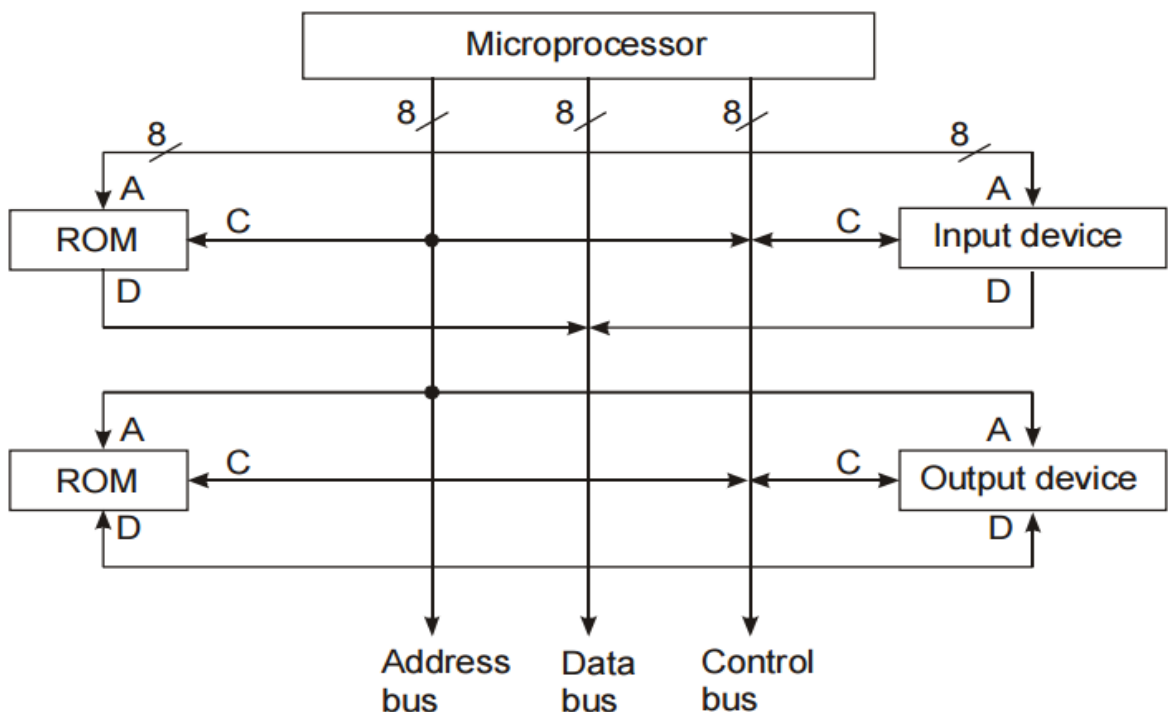 Microprocessor
8 8 8
8 8
A A
ROM C C Input device
D D
A A
ROM C C Output device
D D
Address Data Control
bus bus bus